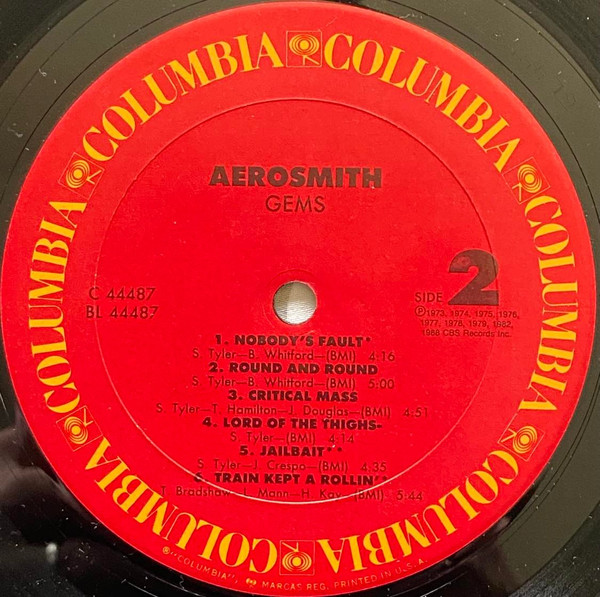 COLUMBIA COLUMBIA COLUMBIA COLUMBIA COLUMBIA COLUMBIA COLUMBIA COLUMBIA
AEROSMITH
GEMS
C 44487
BL 44487
SIDE 2
Ⓟ1973, 1974, 1975, 1976,
1977, 1978, 1979, 1982,
1988 CBS Records Inc.
1. NOBODY'S FAULT*
S. Tyler—B. Whitford—(BMI) 4:16
2. ROUND AND ROUND
S. Tyler—B. Whitford—(BMI) 5:00
3. CRITICAL MASS
S. Tyler—T. Hamilton—J. Douglas—(BMI) 4:51
4. LORD OF THE THIGHS-
S. Tyler—(BMI) 4:14
5. JAILBAIT**
S. Tyler—J. Crespo—(BMI) 4:35
6. TRAIN KEPT A ROLLIN'*
T. Bradshaw—L. Mann—H. Kay—(BMI) 5:44
®"COLUMBIA", MARCAS REG. PRINTED IN U.S.A.